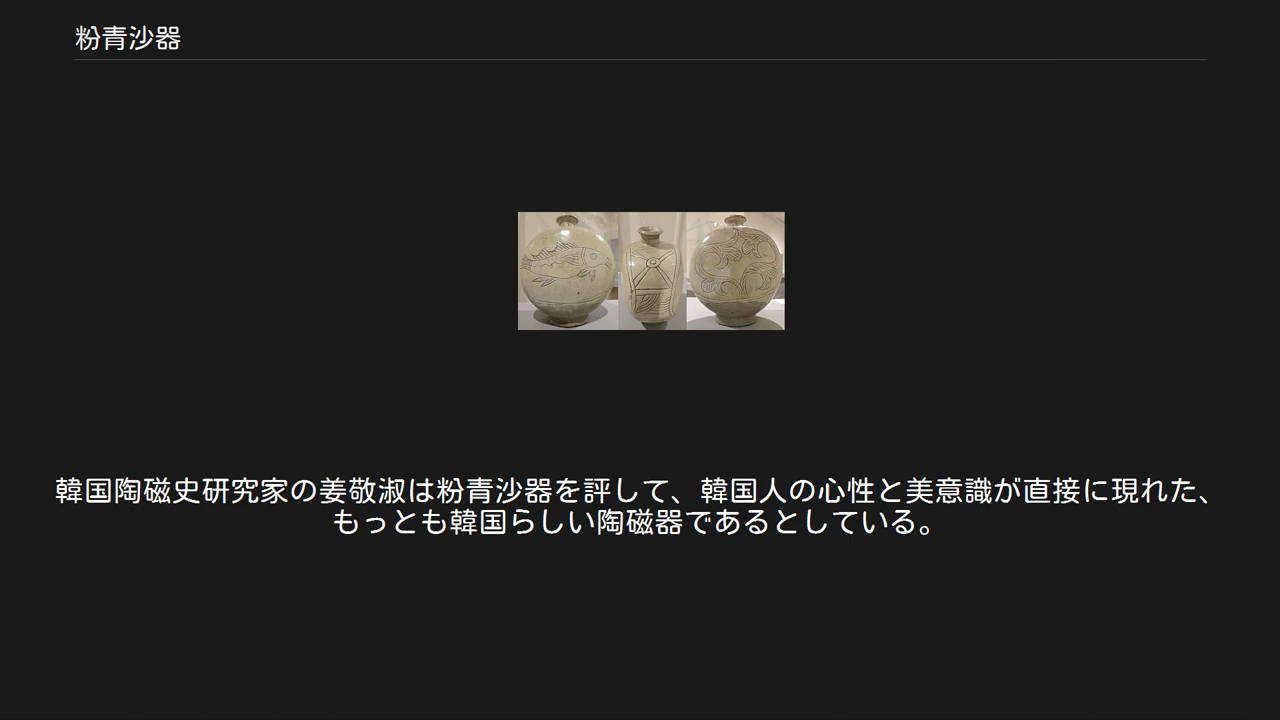 粉青沙器
韓国陶磁史研究家の姜敬淑は粉青沙器を評して、韓国人の心性と美意識が直接に現れた、
もっとも韓国らしい陶磁器であるとしている。